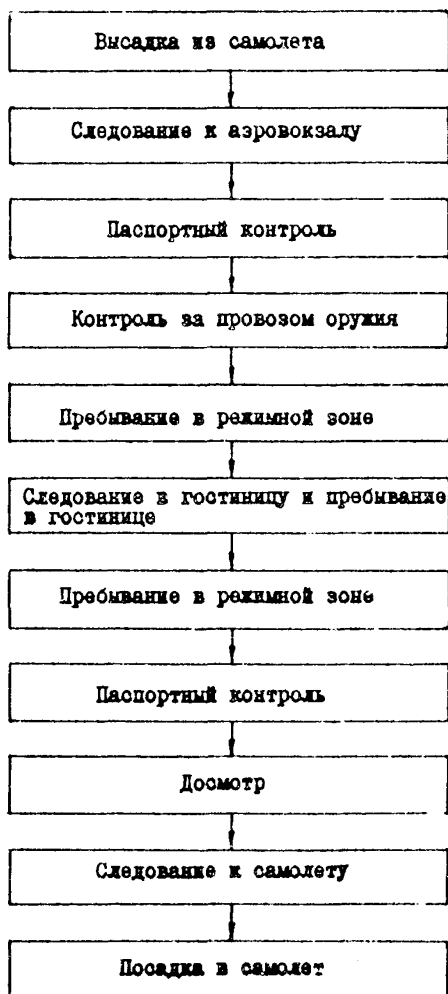 Высадка из самолета
Следование к аэровокзалу
Паспортный контроль
Контроль за провозом оружия
Пребывание в режимной зоне
Следование в гостиницу и пребывание
в гостинице
Пребывание в режимной зоне
Паспортный контроль
Досмотр
Следование к самолету
Посадка в самолет